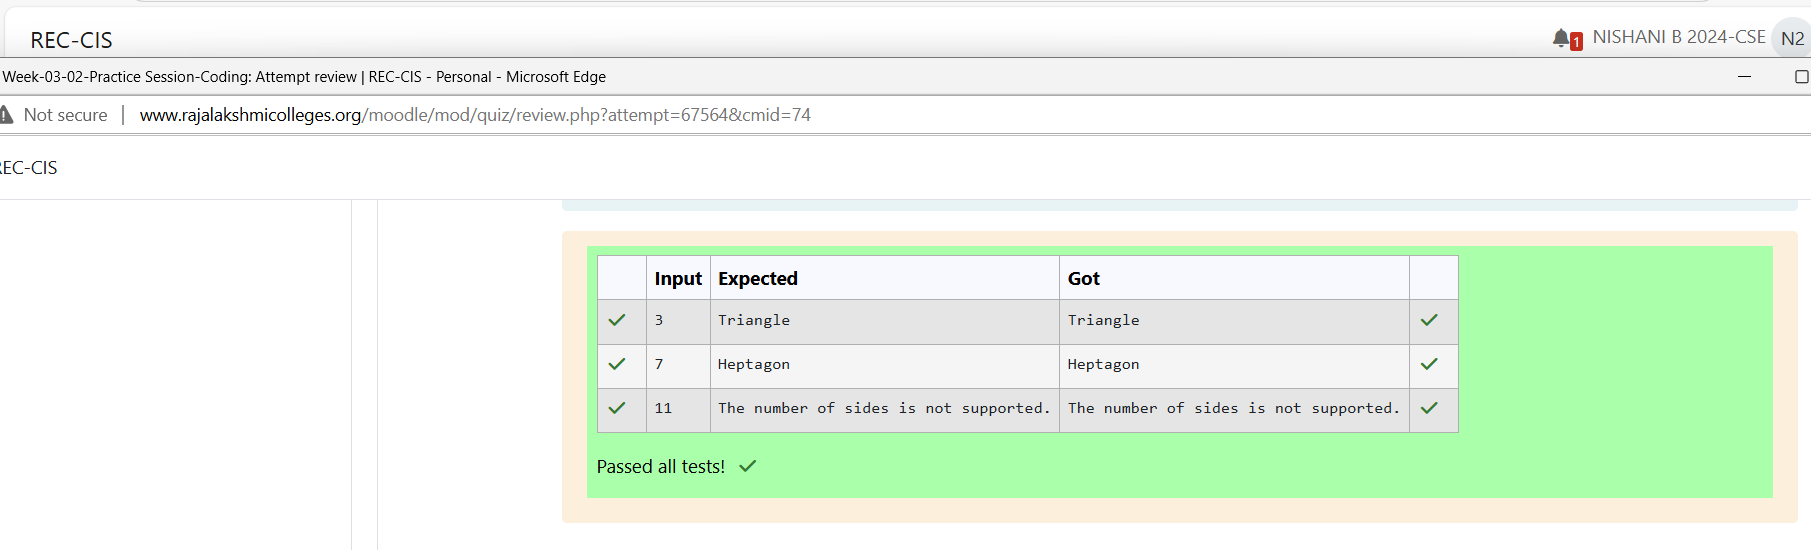 REC-CIS
1 NISHANI B 2024-CSE N2
Week-03-02-Practice Session-Coding: Attempt review | REC-CIS - Personal - Microsoft Edge
Not secure | www.rajalakshmicolleges.org/moodle/mod/quiz/review.php?attempt=67564&cmid=74
REC-CIS
Input Expected Got
3 Triangle Triangle
7 Heptagon Heptagon
11 The number of sides is not supported. The number of sides is not supported.
Passed all tests!